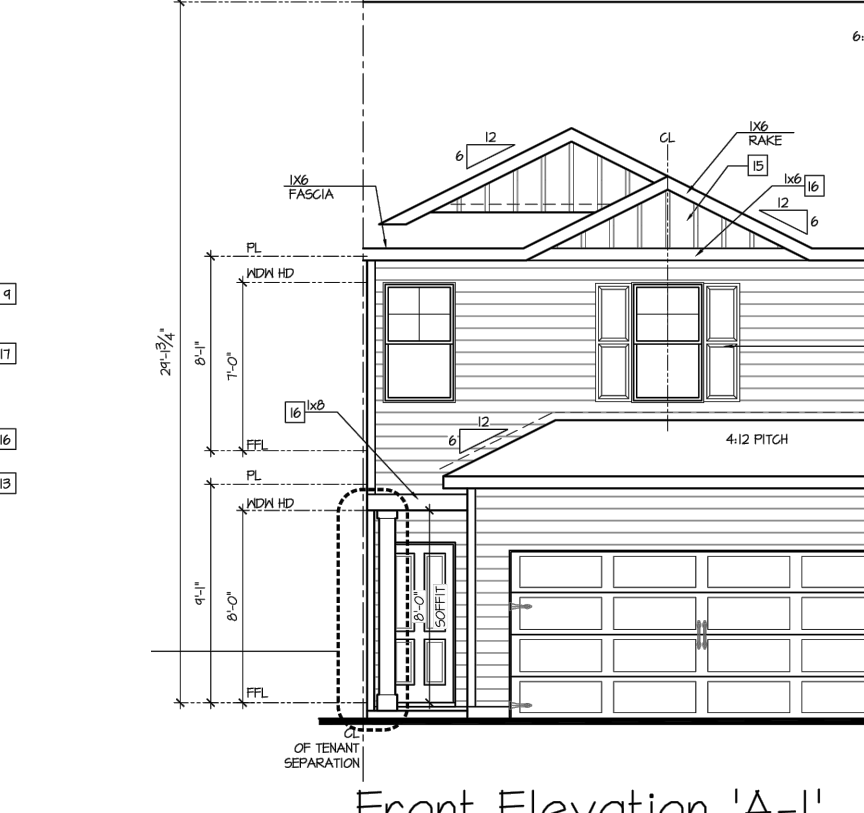 6:
12
6
CL
1X6
RAKE
15
1X6
FASCIA
1x6 16
12
6
PL
WDW HD
9
29'-1 3/4"
8'-1"
7'-0"
17
16 1x8
12
6
4:12 PITCH
16
FFL
PL
13
WDW HD
9'-1"
8'-0"
8'-0"
SOFFIT
FFL
CL
OF TENANT
SEPARATION
Front Elevation 'A-1'